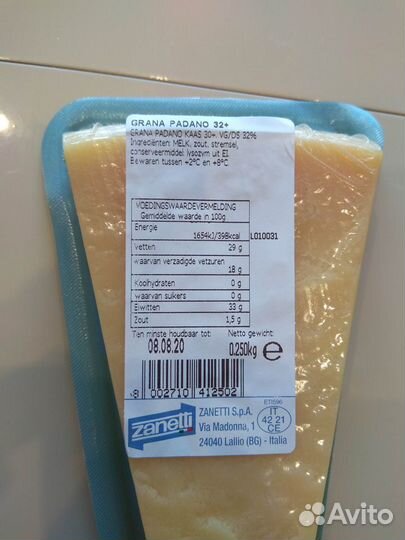 GRANA PADANO 32+
GRANA PADANO KAAS 30+. VG/DS 32%
Ingredienten: MELK, zout, stremsel,
conserveermiddel lysozym uit EI.
Bewaren tussen +2°C en +8°C
VOEDINGSWAARDEVERMELDING
Gemiddelde waarde in 100g
Energie
1654kJ/398kcal L010031
vetten 29 g
waarvan verzadigde vetzuren
18 g
Koolhydraten 0 g
waarvan suikers 0 g
Eiwitten 33 g
Zout 1,5 g
Ten minste houdbaar tot: Netto gewicht:
08.08.20 0.250kg e
8 002710 412502
ETI596
zanetti
ZANETTI S.p.A.
Via Madonna, 1
24040 Lallio (BG) - Italia
IT
42 21
CE
Avito